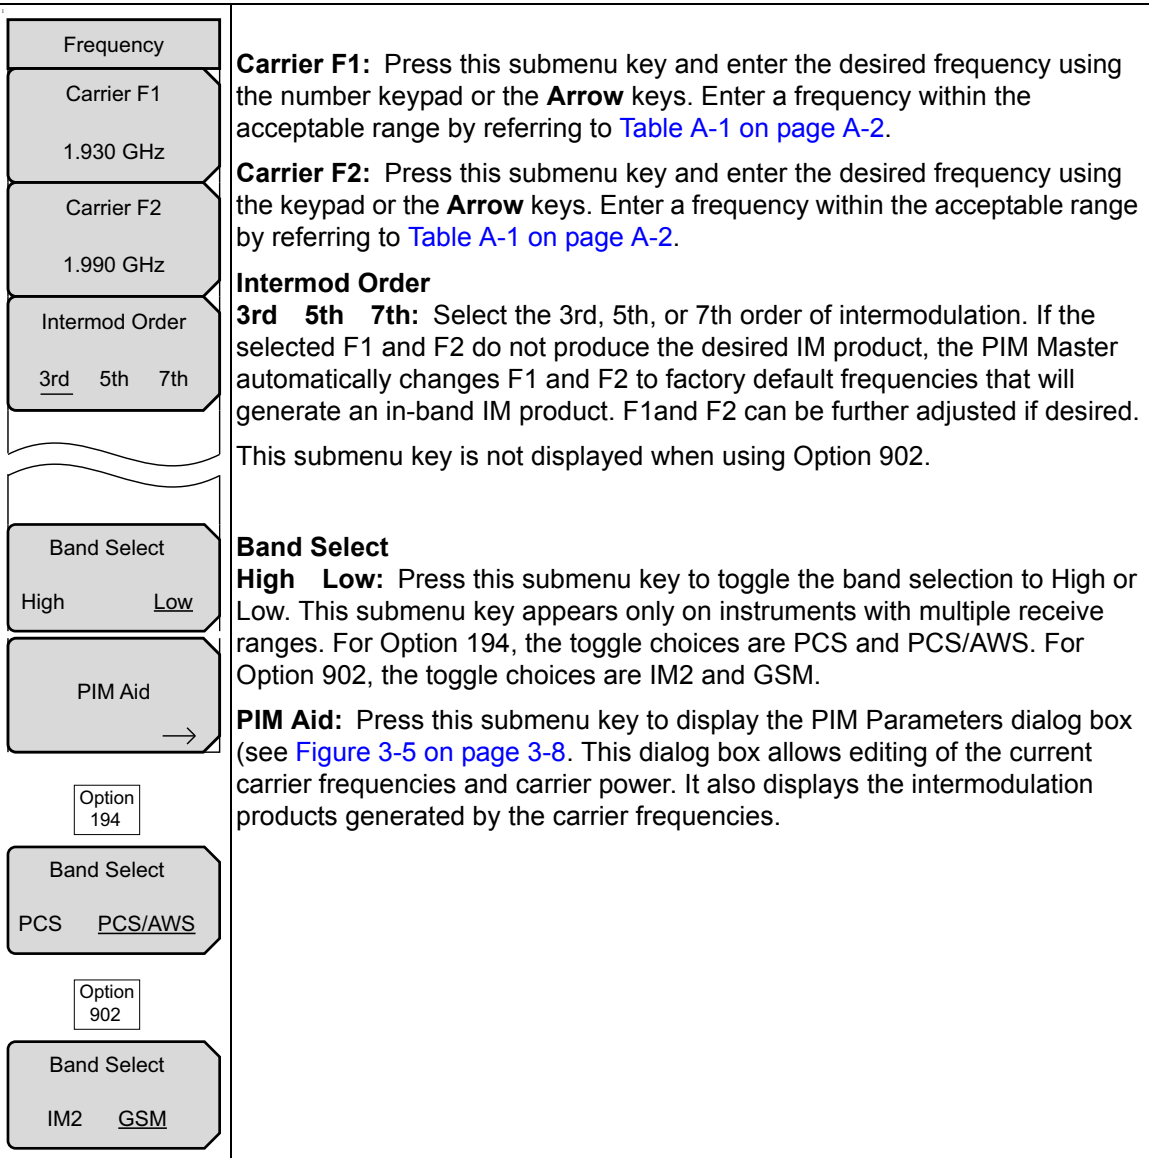 Frequency
Carrier F1
1.930 GHz
Carrier F2
1.990 GHz
Intermod Order
3rd 5th 7th
Band Select
High Low
PIM Aid
Option
194
Band Select
PCS PCS/AWS
Option
902
Band Select
IM2 GSM
Carrier F1: Press this submenu key and enter the desired frequency using
the number keypad or the Arrow keys. Enter a frequency within the
acceptable range by referring to Table A-1 on page A-2.
Carrier F2: Press this submenu key and enter the desired frequency using
the keypad or the Arrow keys. Enter a frequency within the acceptable range
by referring to Table A-1 on page A-2.
Intermod Order
3rd 5th 7th: Select the 3rd, 5th, or 7th order of intermodulation. If the
selected F1 and F2 do not produce the desired IM product, the PIM Master
automatically changes F1 and F2 to factory default frequencies that will
generate an in-band IM product. F1and F2 can be further adjusted if desired.
This submenu key is not displayed when using Option 902.
Band Select
High Low: Press this submenu key to toggle the band selection to High or
Low. This submenu key appears only on instruments with multiple receive
ranges. For Option 194, the toggle choices are PCS and PCS/AWS. For
Option 902, the toggle choices are IM2 and GSM.
PIM Aid: Press this submenu key to display the PIM Parameters dialog box
(see Figure 3-5 on page 3-8. This dialog box allows editing of the current
carrier frequencies and carrier power. It also displays the intermodulation
products generated by the carrier frequencies.